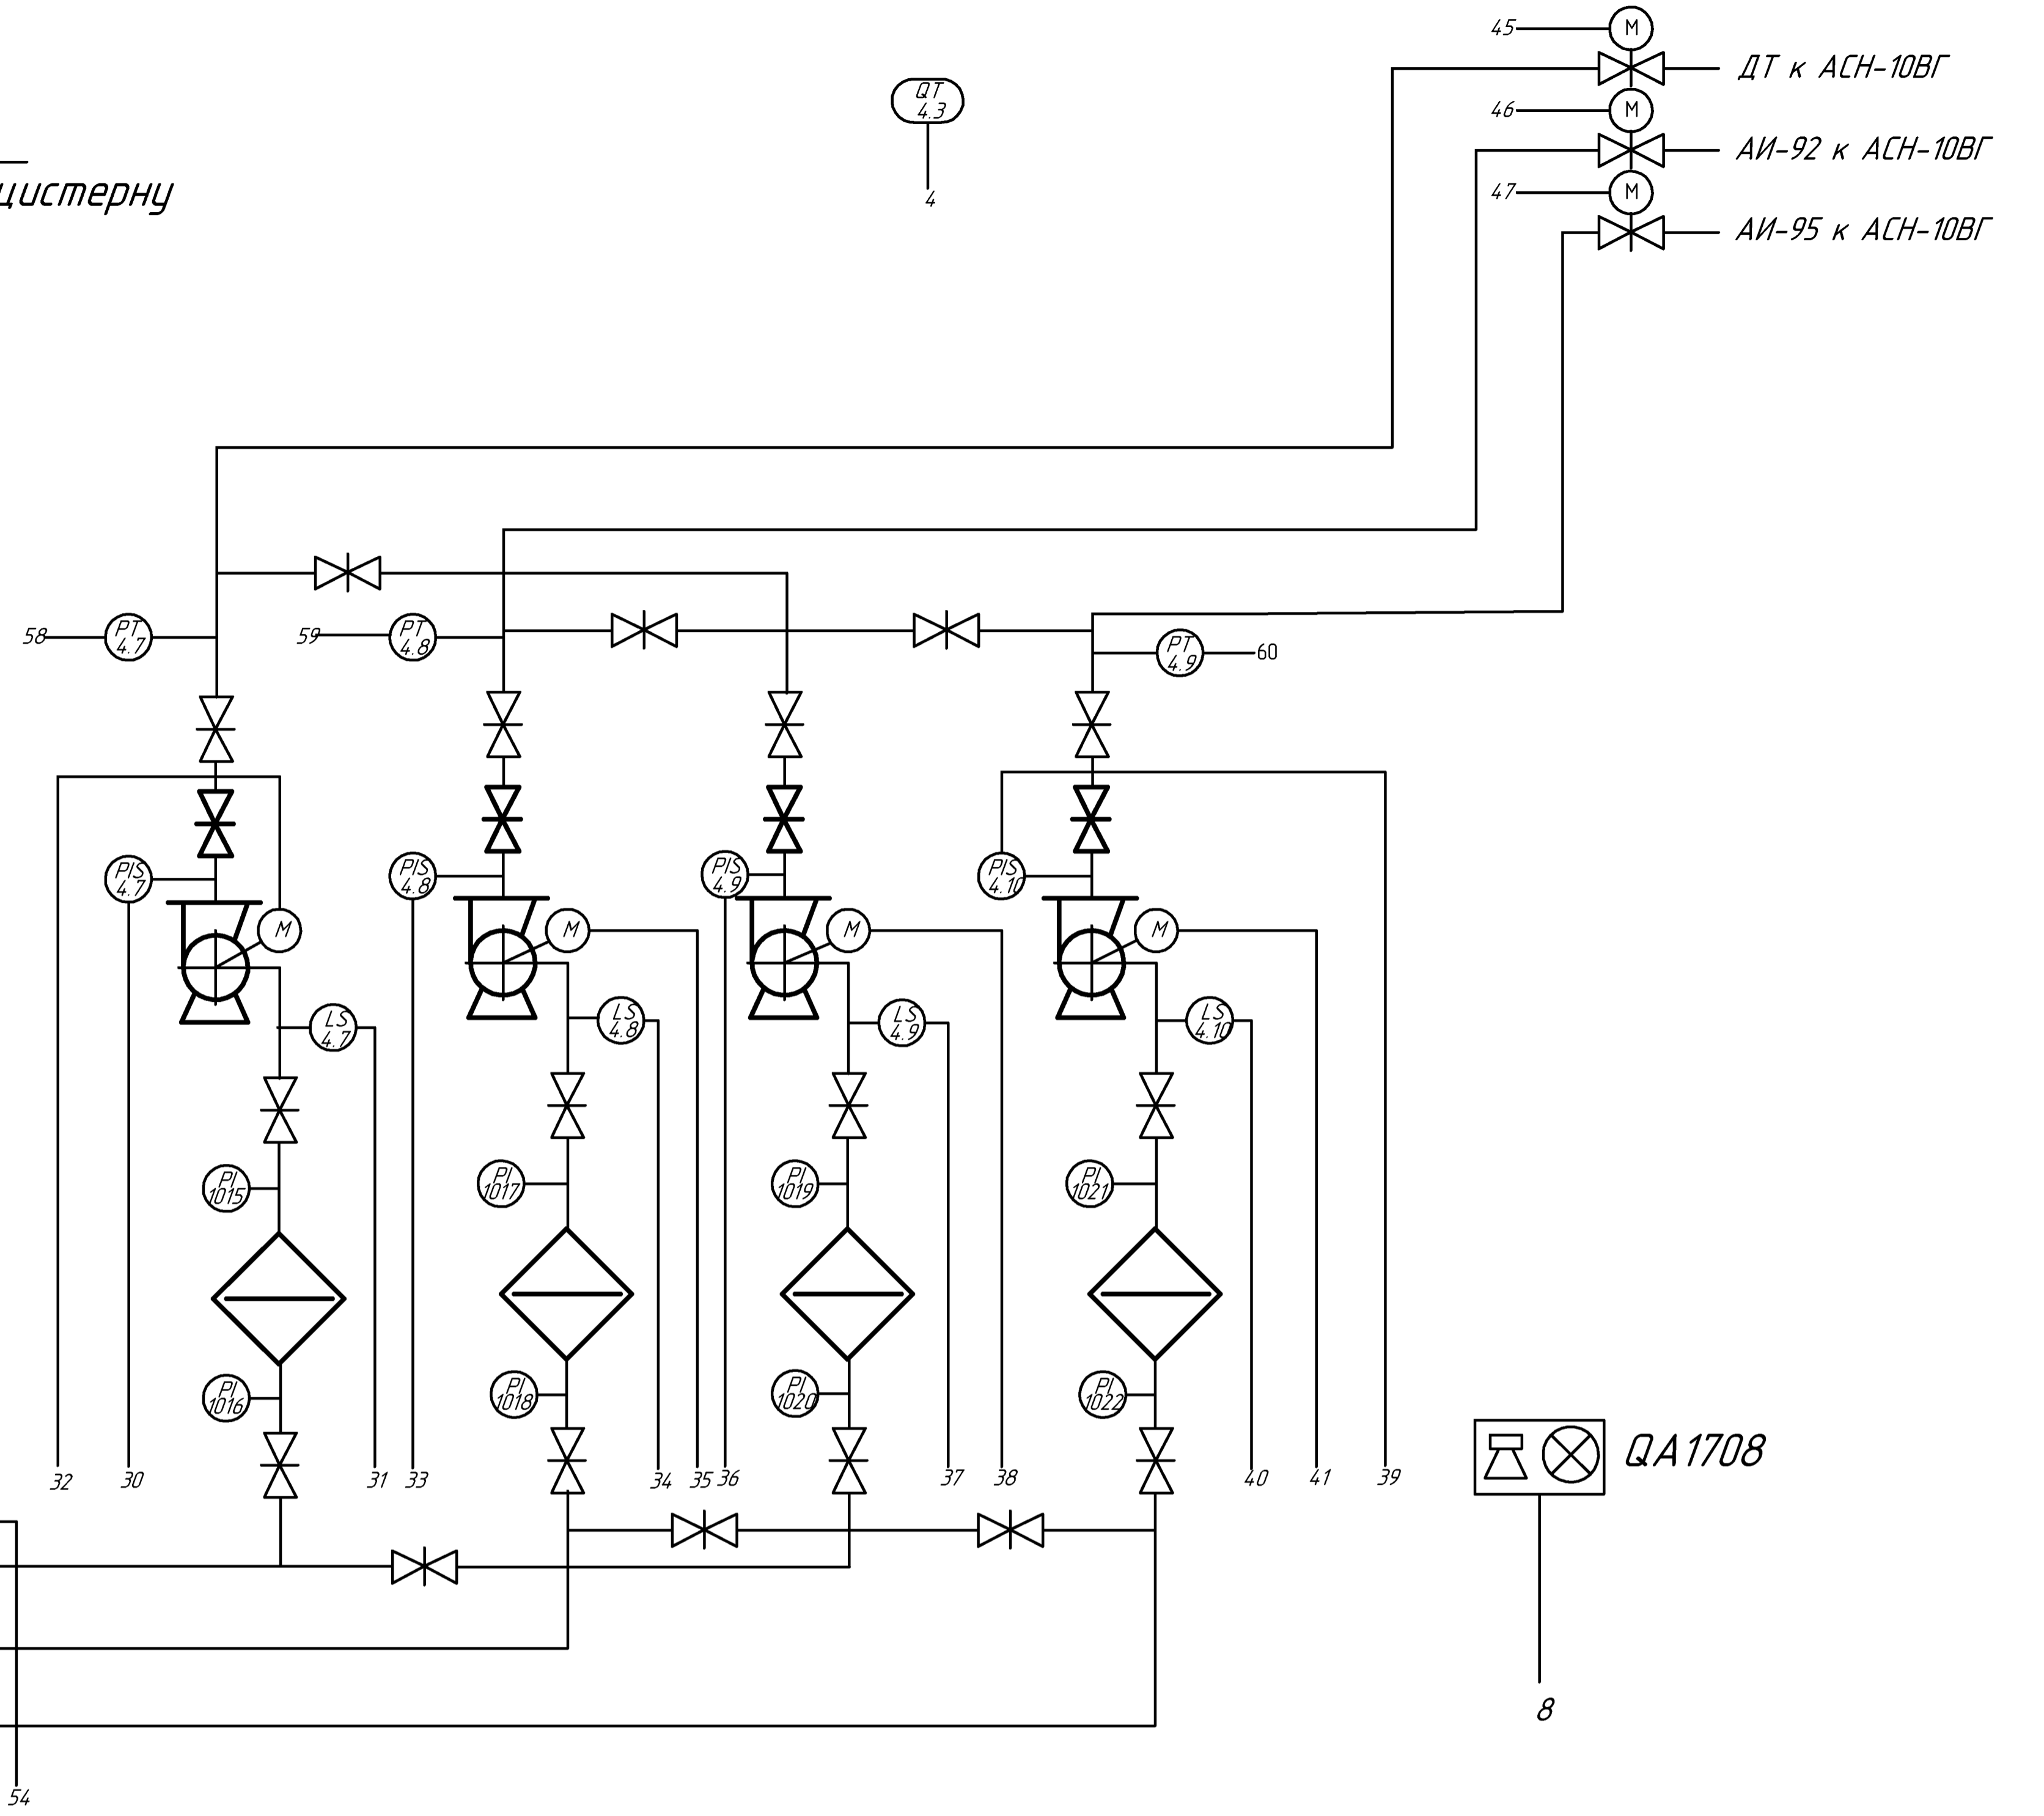 45
M
ДТ к АСН-10ВГ
QT
4.3
46
M
АИ-92 к АСН-10ВГ
цистерну
4
47
M
АИ-95 к АСН-10ВГ
58
PT
4.7
59
PT
4.8
PT
4.9
60
PIS
4.7
PIS
4.8
PIS
4.9
PIS
4.10
M
M
M
M
LS
4.7
LS
4.8
LS
4.9
LS
4.10
PI
1015
PI
1017
PI
1019
PI
1021
PI
1016
PI
1018
PI
1020
PI
1022
QA1708
32
30
31
33
34
35
36
37
38
40
41
39
8
54